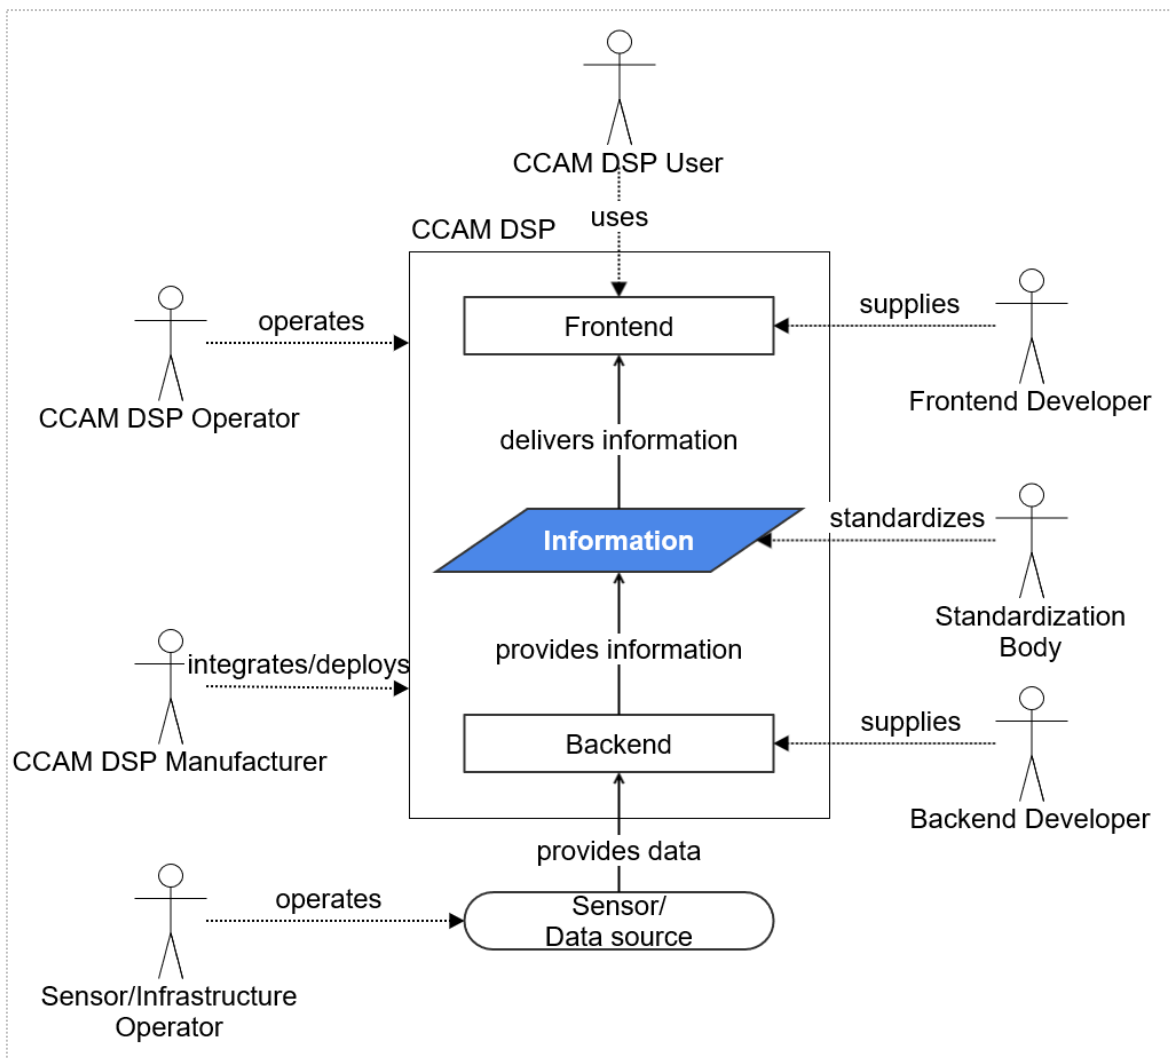 CCAM DSP User
uses
CCAM DSP
operates
CCAM DSP Operator
Frontend
supplies
Frontend Developer
delivers information
Information
standardizes
Standardization
Body
provides information
integrates/deploys
CCAM DSP Manufacturer
Backend
supplies
Backend Developer
provides data
operates
Sensor/
Data source
Sensor/Infrastructure
Operator